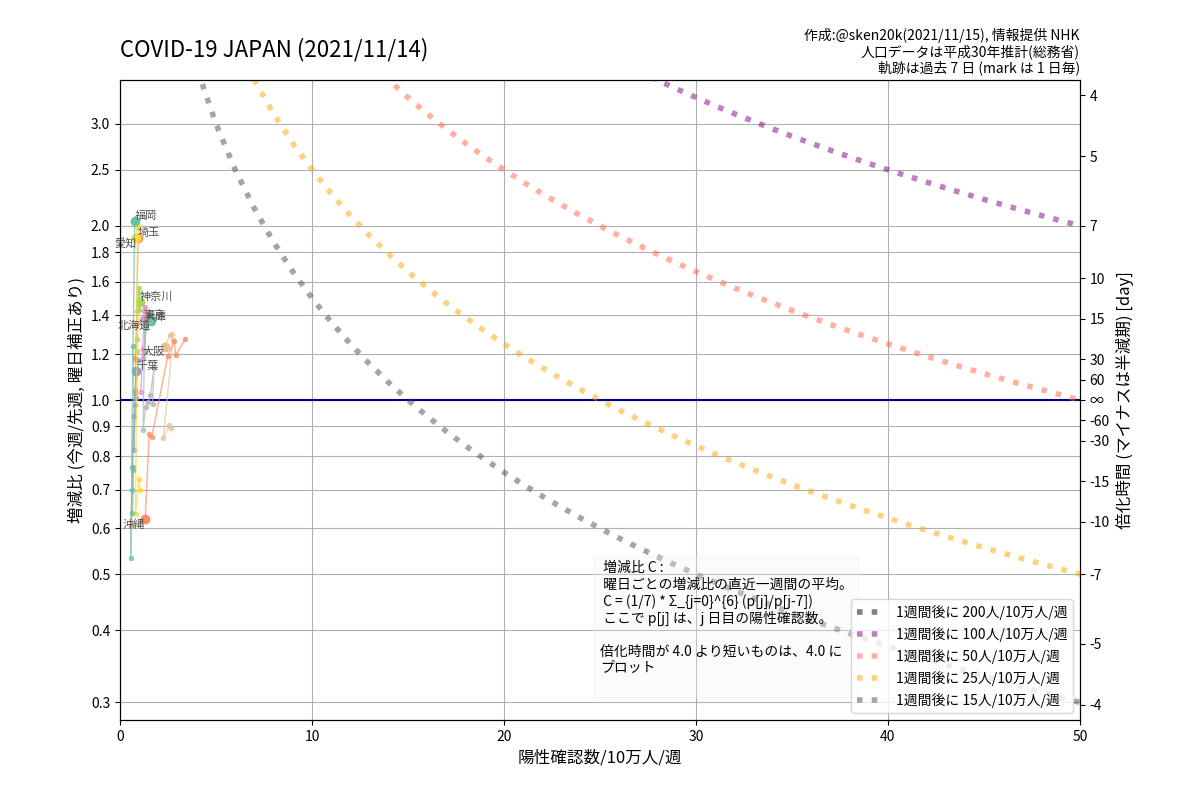 COVID-19 JAPAN (2021/11/14)
作成:@sken20k(2021/11/15), 情報提供 NHK
人口データは平成30年推計(総務省)
軌跡は過去 7 日 (mark は 1 日毎)
増減比 (今週/先週, 曜日補正あり)
3.0
2.5
2.0
1.8
1.6
1.4
1.2
1.0
0.9
0.8
0.7
0.6
0.5
0.4
0.3
福岡
埼玉
愛知
神奈川
北海道
大阪
千葉
沖縄
4
5
7
10
15
30
60
∞
-60
-30
-15
-10
-7
-5
-4
倍化時間 (マイナスは半減期) [day]
増減比 C :
曜日ごとの増減比の直近一週間の平均。
C = (1/7) * Σ_{j=0}^{6} (p[j]/p[j-7])
ここで p[j] は、j 日目の陽性確認数。
倍化時間が 4.0 より短いものは、4.0 に
プロット
1週間後に 200人/10万人/週
1週間後に 100人/10万人/週
1週間後に 50人/10万人/週
1週間後に 25人/10万人/週
1週間後に 15人/10万人/週
0
10
20
30
40
50
陽性確認数/10万人/週